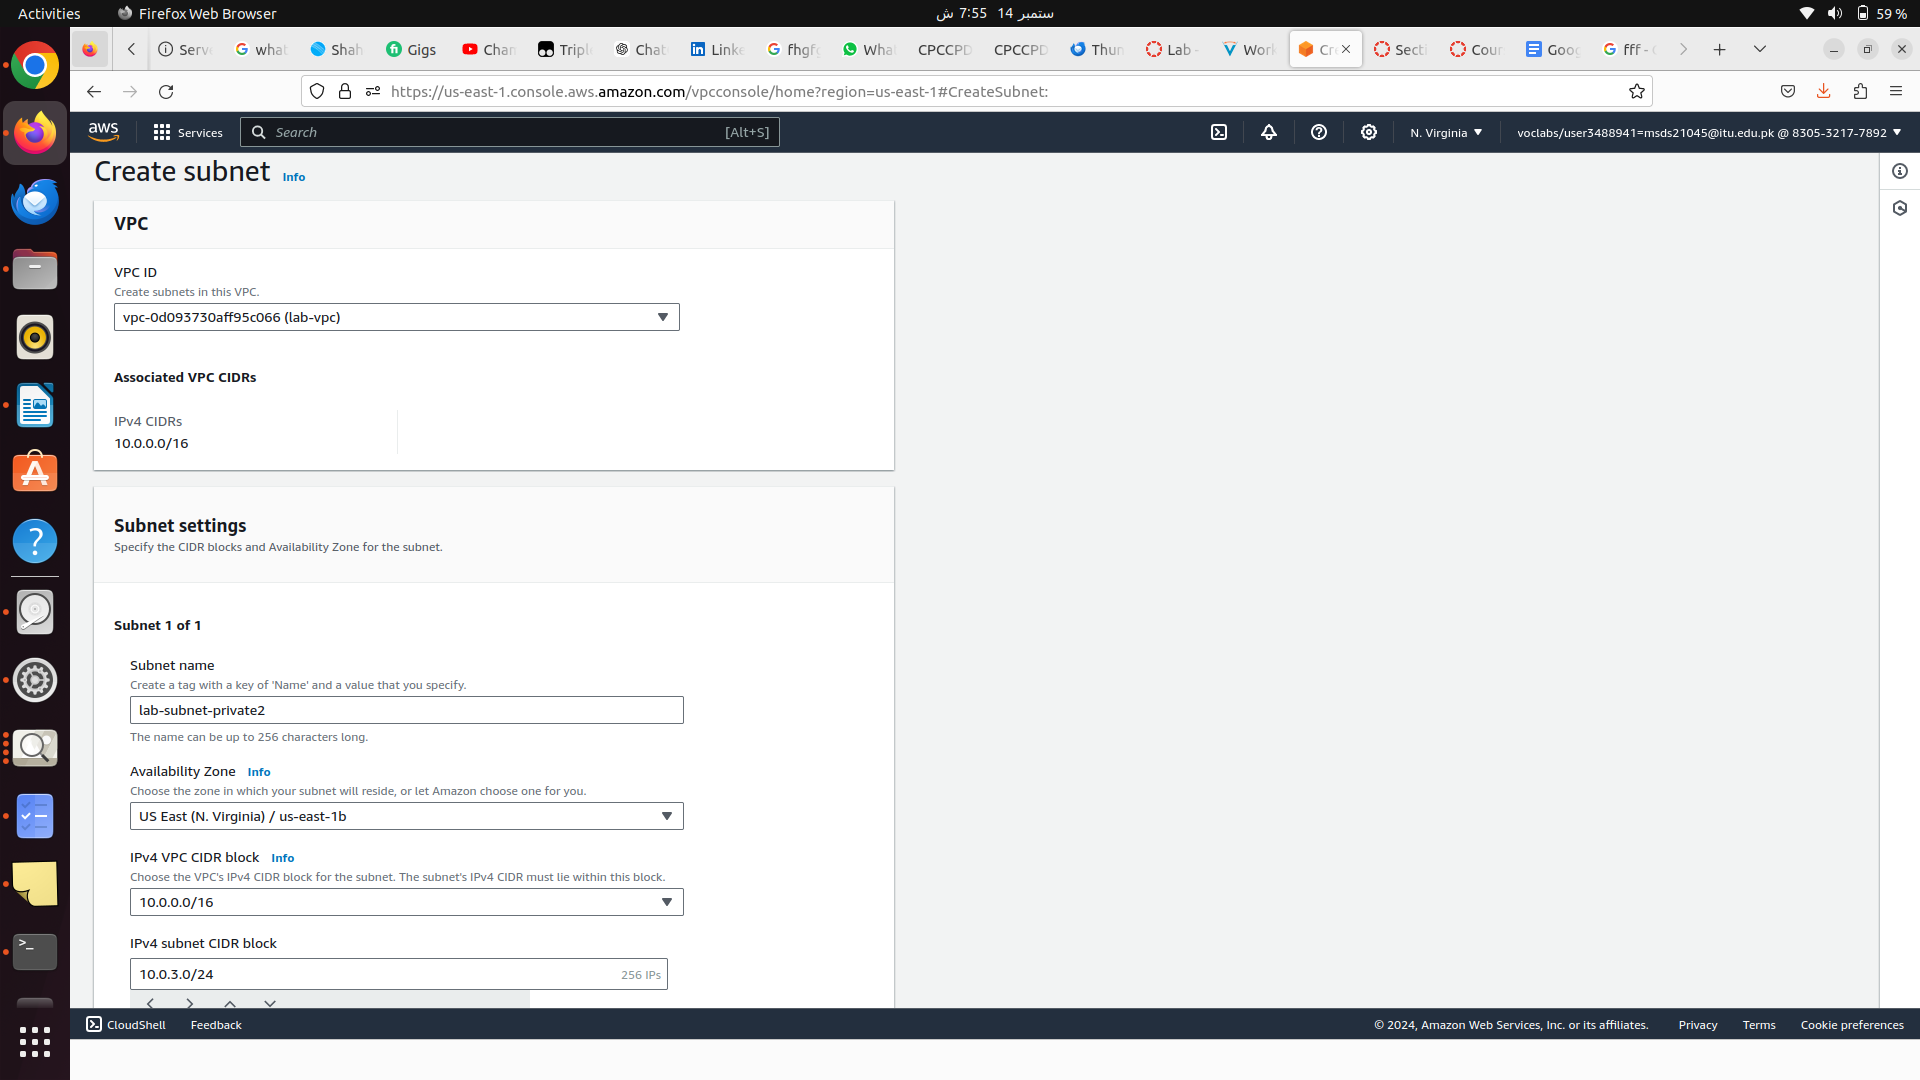 Activities Firefox Web Browser ستمبر 14 7:55 ش 59 %
Serv what Shah Gigs Chan Triple Chat Linke fhgfg What CPCCPD CPCCPD Thun Lab - Work Cre Secti Cour Goog fff - G
https://us-east-1.console.aws.amazon.com/vpcconsole/home?region=us-east-1#CreateSubnet:
aws Services Search [Alt+S] N. Virginia voclabs/user3488941=msds21045@itu.edu.pk @ 8305-3217-7892
Create subnet Info
VPC
VPC ID
Create subnets in this VPC.
vpc-0d093730aff95c066 (lab-vpc)
Associated VPC CIDRs
IPv4 CIDRs
10.0.0.0/16
Subnet settings
Specify the CIDR blocks and Availability Zone for the subnet.
Subnet 1 of 1
Subnet name
Create a tag with a key of 'Name' and a value that you specify.
lab-subnet-private2
The name can be up to 256 characters long.
Availability Zone Info
Choose the zone in which your subnet will reside, or let Amazon choose one for you.
US East (N. Virginia) / us-east-1b
IPv4 VPC CIDR block Info
Choose the VPC's IPv4 CIDR block for the subnet. The subnet's IPv4 CIDR must lie within this block.
10.0.0.0/16
IPv4 subnet CIDR block
10.0.3.0/24 256 IPs
CloudShell Feedback © 2024, Amazon Web Services, Inc. or its affiliates. Privacy Terms Cookie preferences